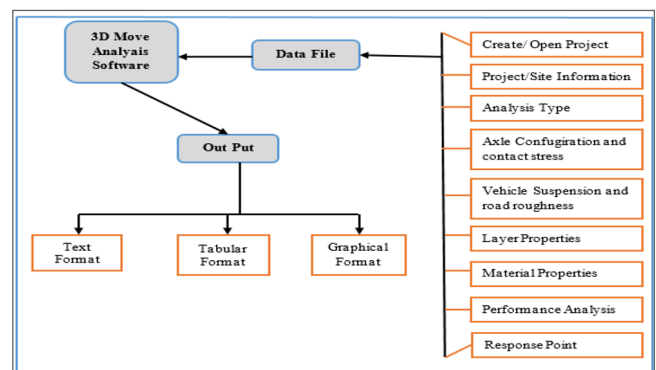 3D Move
Analyais
Software
Data File
Out Put
Text
Format
Tabular
Format
Graphical
Format
Create/ Open Project
Project/Site Information
Analysis Type
Axle Confugiration and
contact stress
Vehicle Suspension and
road roughness
Layer Properties
Material Properties
Performance Analysis
Response Point